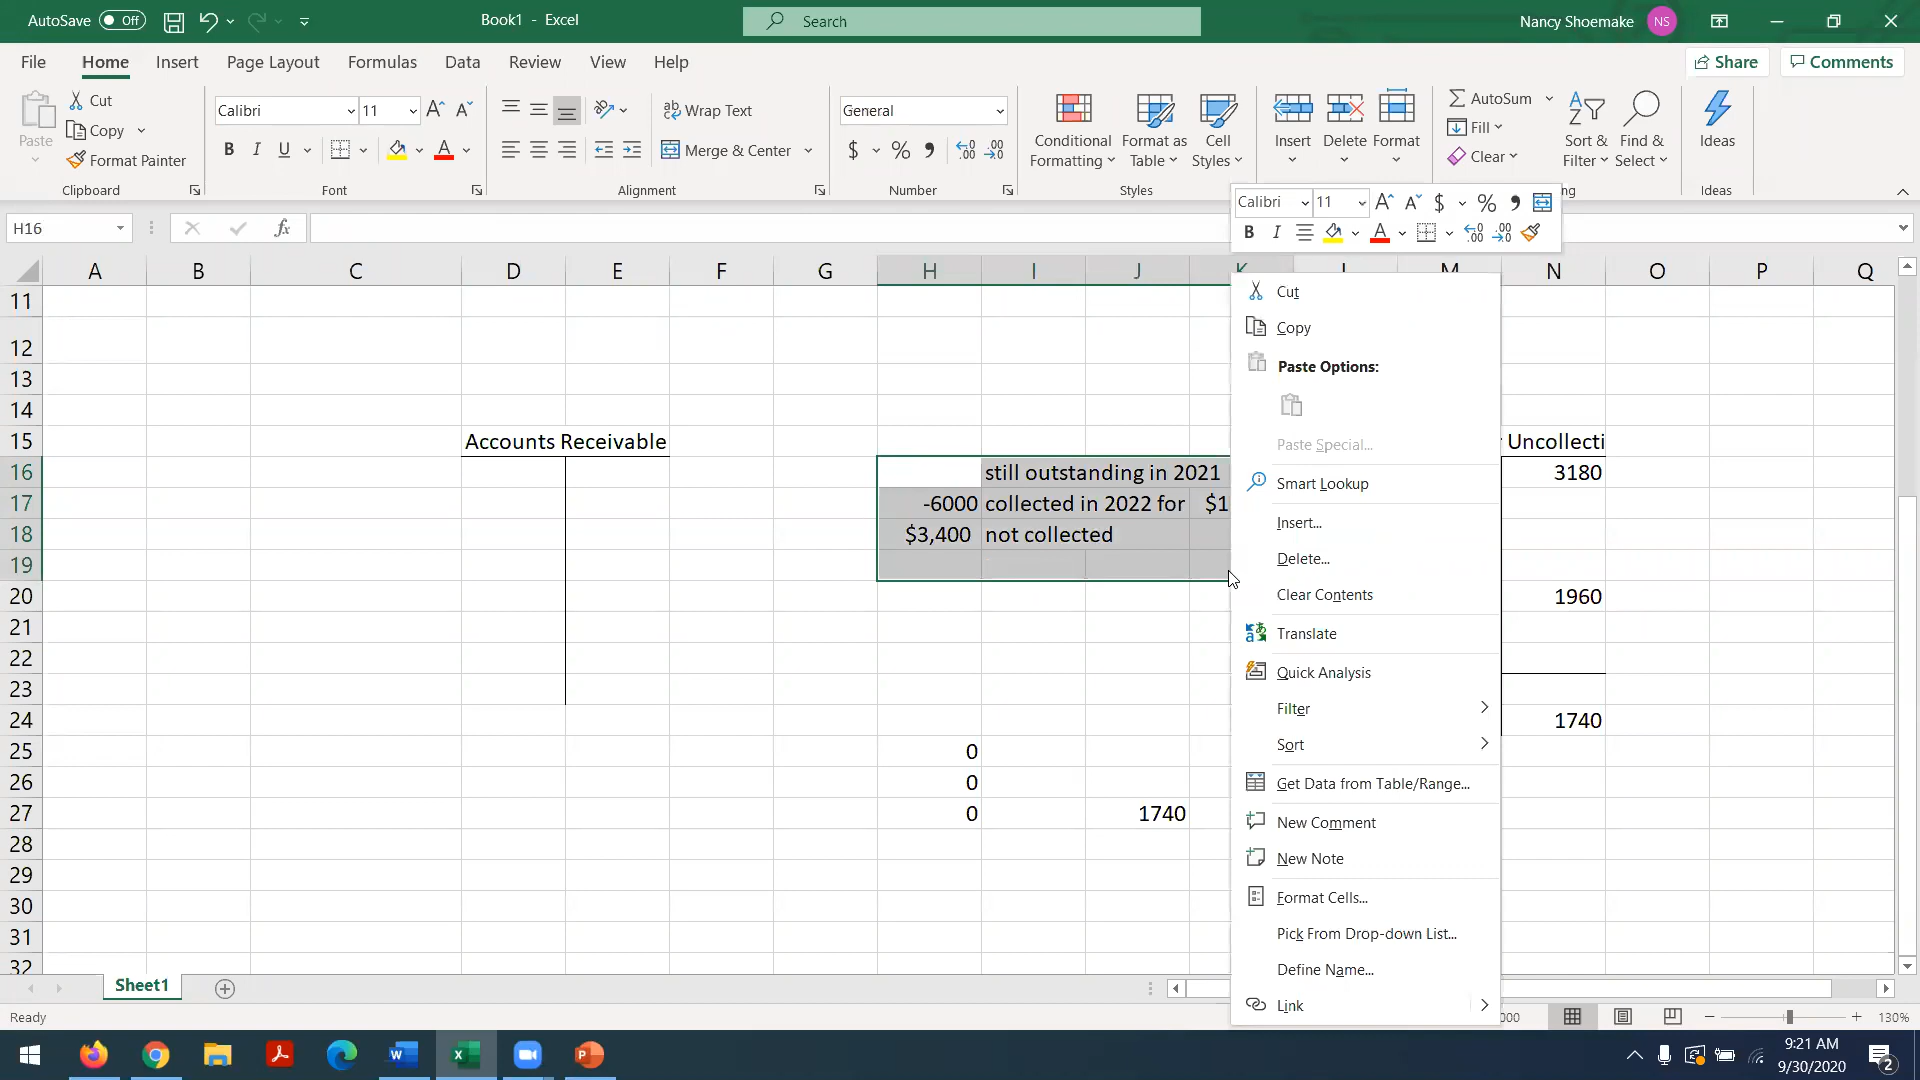 AutoSave Off Book1 - Excel Search Nancy Shoemake NS
File Home Insert Page Layout Formulas Data Review View Help Share Comments
Paste Cut Copy Format Painter Clipboard
Calibri 11 B I U A Font
ab Wrap Text Merge & Center Alignment
General $ % Number
Conditional Formatting Format as Table Cell Styles Styles
Insert Delete Format
AutoSum Fill Clear Sort & Filter Find & Select
Ideas Ideas
Calibri 11 $ % B I A
H16 fx
A B C D E F G H I J K N O P Q
11
12
13
14
15 Accounts Receivable Uncollecti
16 still outstanding in 2021 3180
17 -6000 collected in 2022 for $1
18 $3,400 not collected
19
20 1960
21
22
23
24 1740
25 0
26 0
27 0 1740
28
29
30
31
32
Cut
Copy
Paste Options:
Paste Special...
Smart Lookup
Insert...
Delete...
Clear Contents
Translate
Quick Analysis
Filter
Sort
Get Data from Table/Range...
New Comment
New Note
Format Cells...
Pick From Drop-down List...
Define Name...
Link
Sheet1
Ready 130%
9:21 AM
9/30/2020 2